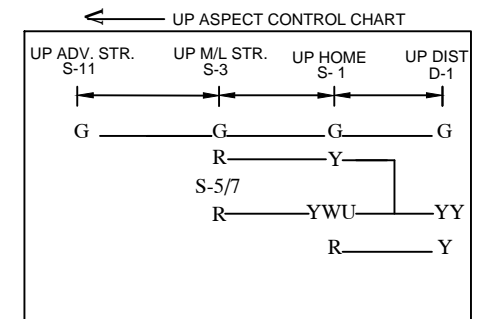 UP ASPECT CONTROL CHART
UP ADV. STR. UP M/L STR. UP HOME UP DIST
S-11 S-3 S- 1 D-1
G G G G
R Y
S-5/7
R YWU YY
R Y